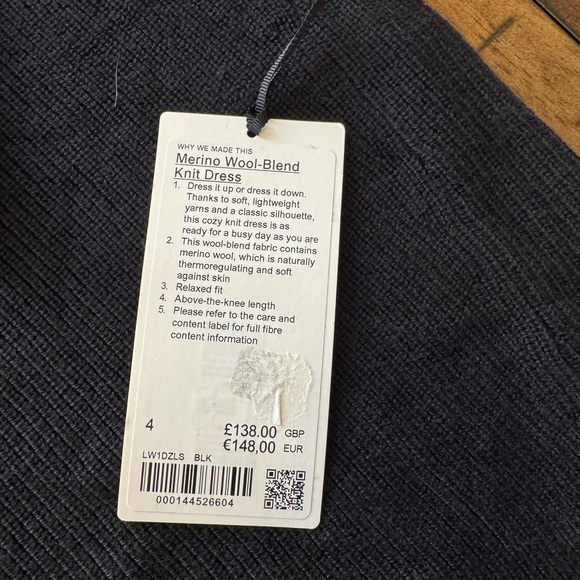 WHY WE MADE THIS
Merino Wool-Blend
Knit Dress
1. Dress it up or dress it down.
Thanks to soft, lightweight
yarns and a classic silhouette,
this cozy knit dress is as
ready for a busy day as you are
2. This wool-blend fabric contains
merino wool, which is naturally
thermoregulating and soft
against skin
3. Relaxed fit
4. Above-the-knee length
5. Please refer to the care and
content label for full fibre
content information
4 £138.00 GBP
€148,00 EUR
LW1DZLS BLK
000144526604